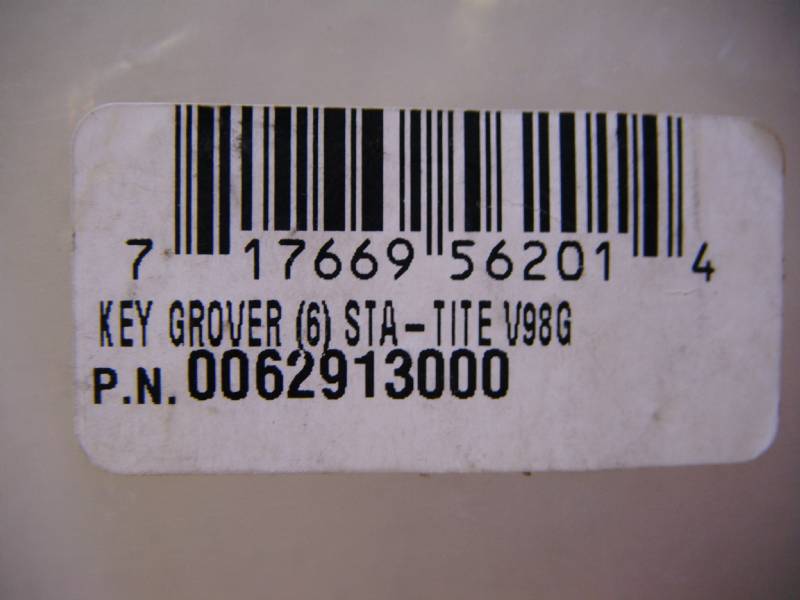 7 17669 56201 4
KEY GROVER (6) STA-TITE V98G
P.N. 0062913000